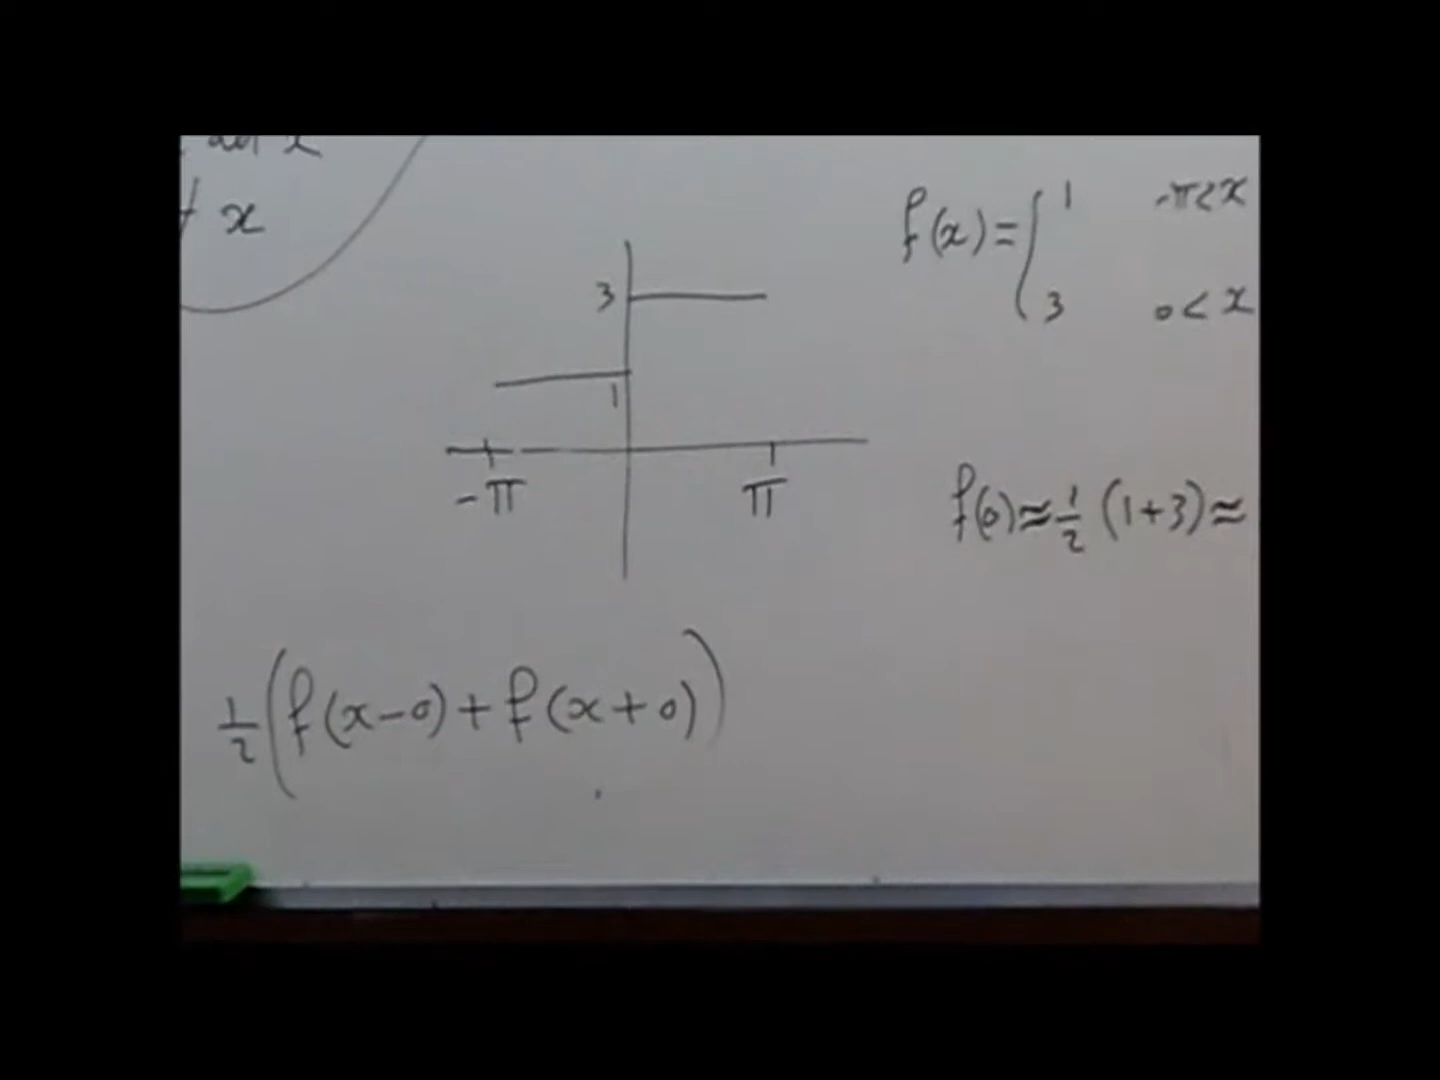 x
x
f(x) = { 1 -π < x
3 0 < x
3
1
-π π
f(0) ≈ 1/2 (1+3) ≈
1/2 (f(x-0) + f(x+0))